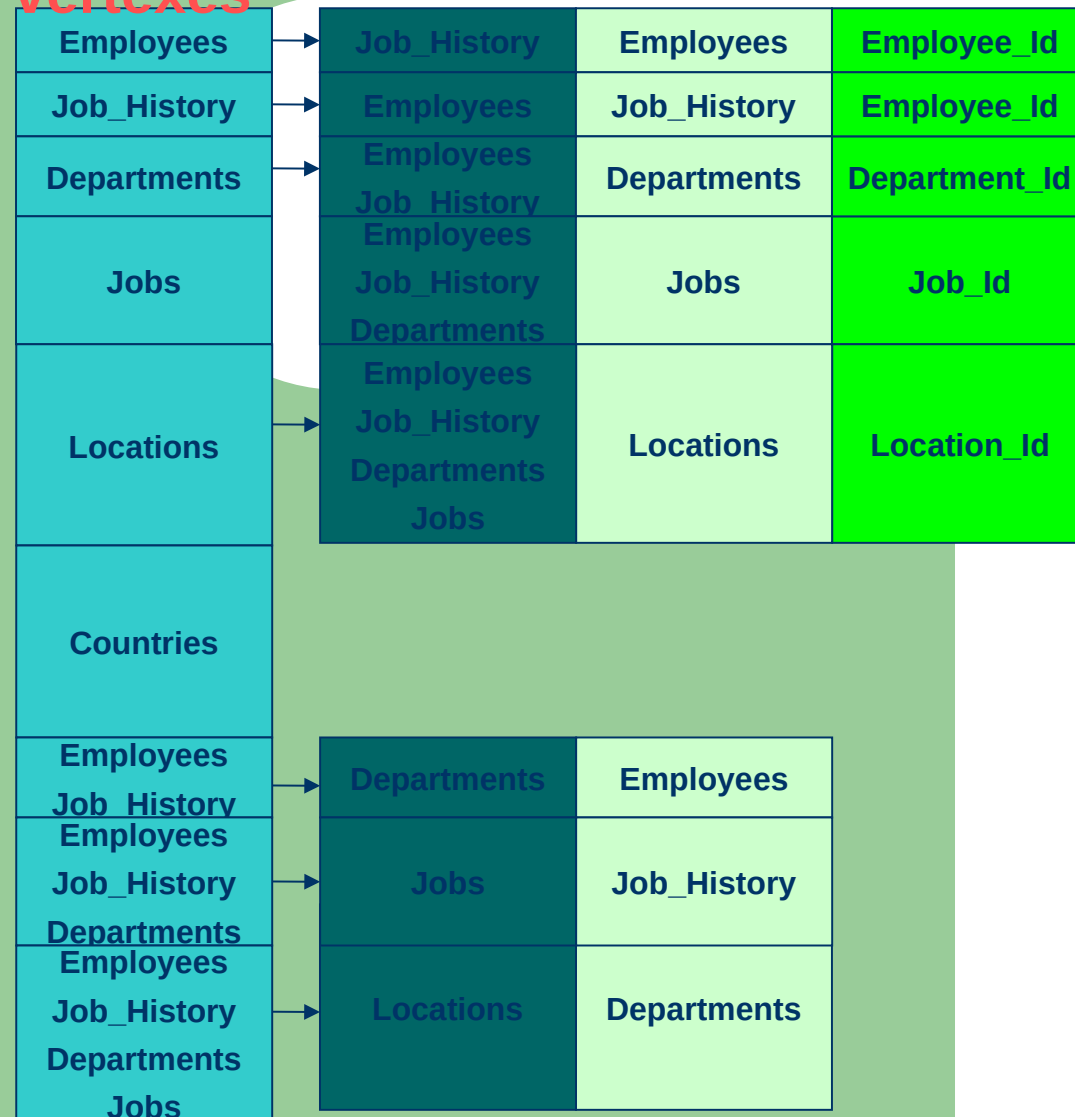 Vertexes
Employees Job_History Employees Employee_Id
Job_History Employees Job_History Employee_Id
Departments
Employees
Job_History
Departments Department_Id
Jobs
Employees
Job_History
Departments
Jobs Job_Id
Locations
Employees
Job_History
Departments
Jobs
Locations Location_Id
Countries
Employees
Job_History
Departments Employees
Employees
Job_History
Departments
Jobs Job_History
Employees
Job_History
Departments
Jobs
Locations Departments